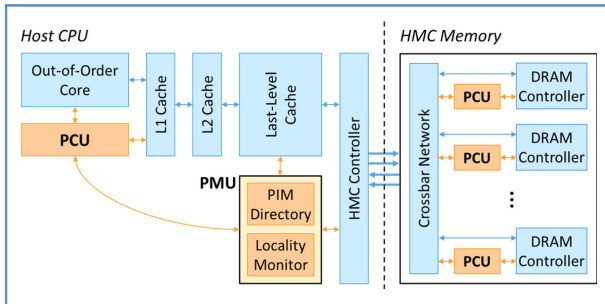 Host CPU
HMC Memory
Out-of-Order
Core
PCU
L1 Cache
L2 Cache
Last-Level
Cache
PMU
PIM
Directory
Locality
Monitor
HMC Controller
Crossbar Network
PCU
DRAM
Controller
PCU
DRAM
Controller
...
PCU
DRAM
Controller